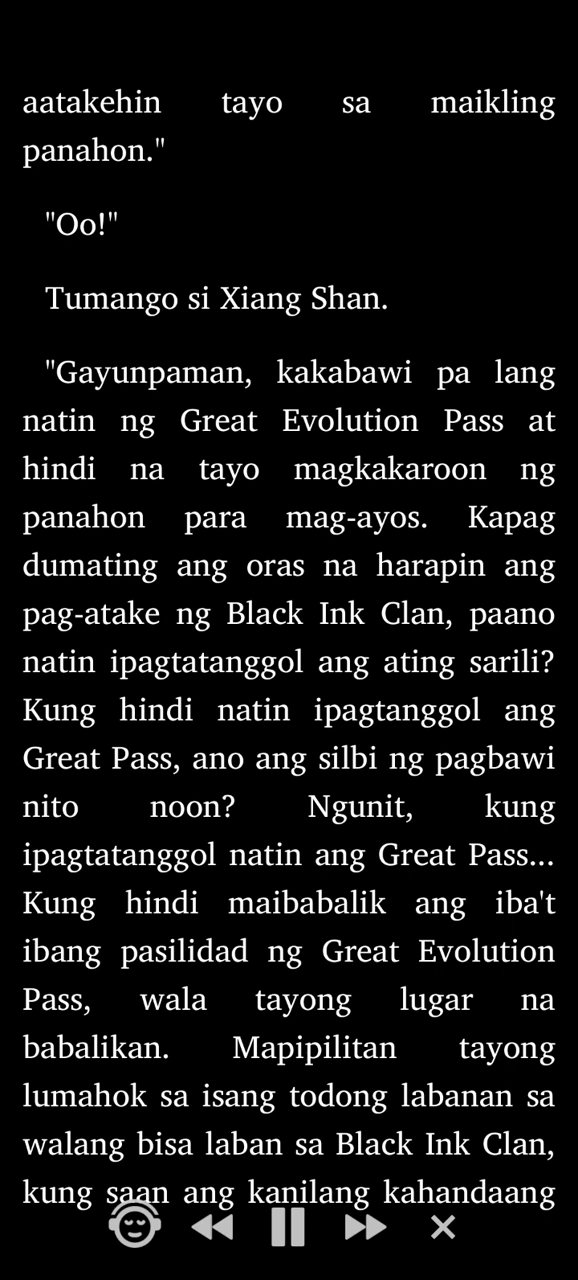 aatakehin tayo sa maikling
panahon."
"Oo!"
Tumango si Xiang Shan.
"Gayunpaman, kakabawi pa lang
natin ng Great Evolution Pass at
hindi na tayo magkakaroon ng
panahon para mag-ayos. Kapag
dumating ang oras na harapin ang
pag-atake ng Black Ink Clan, paano
natin ipagtatanggol ang ating sarili?
Kung hindi natin ipagtanggol ang
Great Pass, ano ang silbi ng pagbawi
nito noon? Ngunit, kung
ipagtatanggol natin ang Great Pass...
Kung hindi maibabalik ang iba't
ibang pasilidad ng Great Evolution
Pass, wala tayong lugar na
babalikan. Mapipilitan tayong
lumahok sa isang todong labanan sa
walang bisa laban sa Black Ink Clan,
kung saan ang kanilang kahandaang